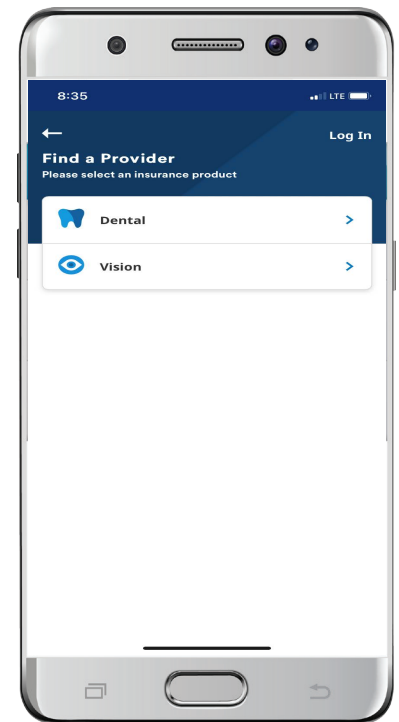 8:35
LTE
Log In
Find a Provider
Please select an insurance product
Dental
Vision